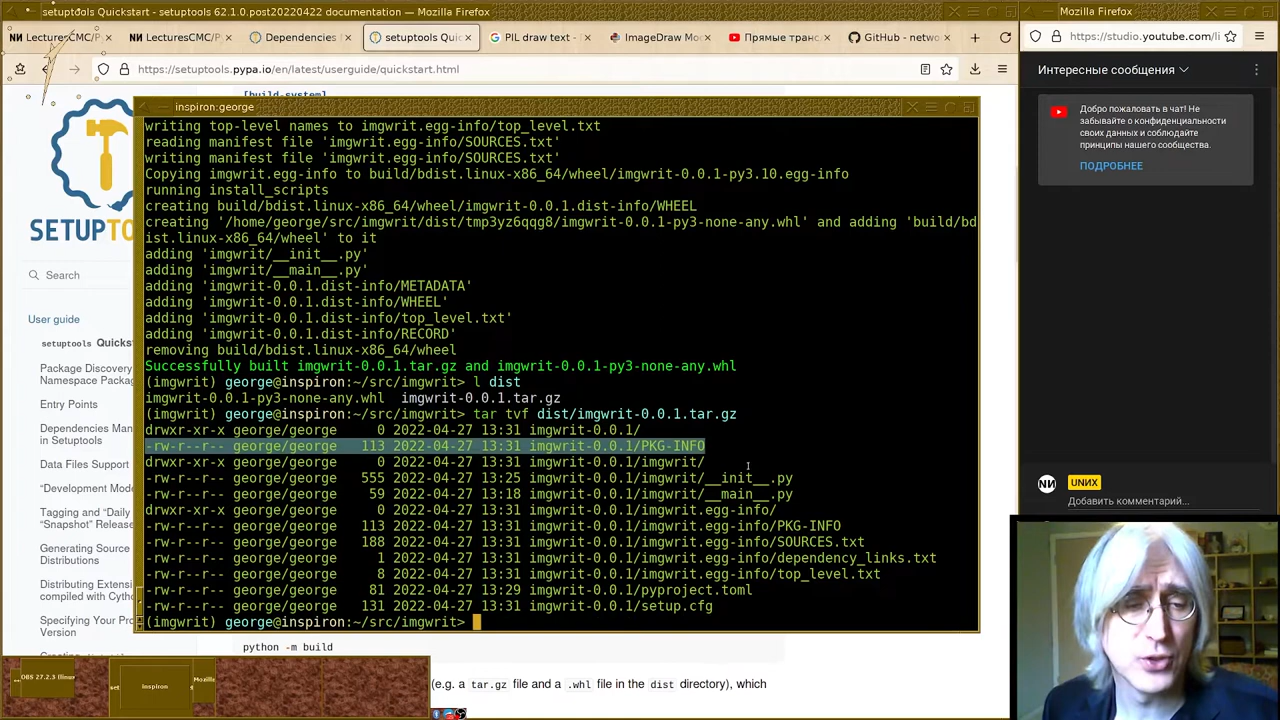 setuptools Quickstart - setuptools 62.1.0.post20220422 documentation — Mozilla Firefox
Mozilla Firefox
LecturesCMC/P
LecturesCMC/P
Dependencies
setuptools Quic
PIL draw text -
ImageDraw Mo
Прямые транс
GitHub - netwo
https://studio.youtube.com/li
https://setuptools.pypa.io/en/latest/userguide/quickstart.html
Интересные сообщения
Добро пожаловать в чат! Не
забывайте о конфиденциальности
своих данных и соблюдайте
принципы нашего сообщества.
ПОДРОБНЕЕ
[build-system]
inspiron:george
writing top-level names to imgwrit.egg-info/top_level.txt
reading manifest file 'imgwrit.egg-info/SOURCES.txt'
writing manifest file 'imgwrit.egg-info/SOURCES.txt'
Copying imgwrit.egg-info to build/bdist.linux-x86_64/wheel/imgwrit-0.0.1-py3.10.egg-info
running install_scripts
creating build/bdist.linux-x86_64/wheel/imgwrit-0.0.1.dist-info/WHEEL
creating '/home/george/src/imgwrit/dist/tmp3yz6qqg8/imgwrit-0.0.1-py3-none-any.whl' and adding 'build/bd
ist.linux-x86_64/wheel' to it
adding 'imgwrit/__init__.py'
adding 'imgwrit/__main__.py'
adding 'imgwrit-0.0.1.dist-info/METADATA'
adding 'imgwrit-0.0.1.dist-info/WHEEL'
adding 'imgwrit-0.0.1.dist-info/top_level.txt'
adding 'imgwrit-0.0.1.dist-info/RECORD'
removing build/bdist.linux-x86_64/wheel
Successfully built imgwrit-0.0.1.tar.gz and imgwrit-0.0.1-py3-none-any.whl
(imgwrit) george@inspiron:~/src/imgwrit> l dist
imgwrit-0.0.1-py3-none-any.whl  imgwrit-0.0.1.tar.gz
(imgwrit) george@inspiron:~/src/imgwrit> tar tvf dist/imgwrit-0.0.1.tar.gz
drwxr-xr-x george/george     0 2022-04-27 13:31 imgwrit-0.0.1/
-rw-r--r-- george/george   113 2022-04-27 13:31 imgwrit-0.0.1/PKG-INFO
drwxr-xr-x george/george     0 2022-04-27 13:31 imgwrit-0.0.1/imgwrit/
-rw-r--r-- george/george   555 2022-04-27 13:25 imgwrit-0.0.1/imgwrit/__init__.py
-rw-r--r-- george/george    59 2022-04-27 13:18 imgwrit-0.0.1/imgwrit/__main__.py
drwxr-xr-x george/george     0 2022-04-27 13:31 imgwrit-0.0.1/imgwrit.egg-info/
-rw-r--r-- george/george   113 2022-04-27 13:31 imgwrit-0.0.1/imgwrit.egg-info/PKG-INFO
-rw-r--r-- george/george   188 2022-04-27 13:31 imgwrit-0.0.1/imgwrit.egg-info/SOURCES.txt
-rw-r--r-- george/george     1 2022-04-27 13:31 imgwrit-0.0.1/imgwrit.egg-info/dependency_links.txt
-rw-r--r-- george/george     8 2022-04-27 13:31 imgwrit-0.0.1/imgwrit.egg-info/top_level.txt
-rw-r--r-- george/george    81 2022-04-27 13:29 imgwrit-0.0.1/pyproject.toml
-rw-r--r-- george/george   131 2022-04-27 13:31 imgwrit-0.0.1/setup.cfg
(imgwrit) george@inspiron:~/src/imgwrit>
SETUPTO
Search
User guide
setuptools Quicks
Package Discovery
Namespace Packag
Entry Points
Dependencies Man
in Setuptools
Data Files Support
"Development Mode
Tagging and "Daily
"Snapshot" Release
Generating Source
Distributions
Distributing Extensi
compiled with Cytho
Specifying Your Pro
Version
python -m build
(e.g. a tar.gz file and a .whl file in the dist directory), which
UNИX
Добавить комментарий...
OBS 27.2.3 (linu
set
inspiron
set
Mozilla